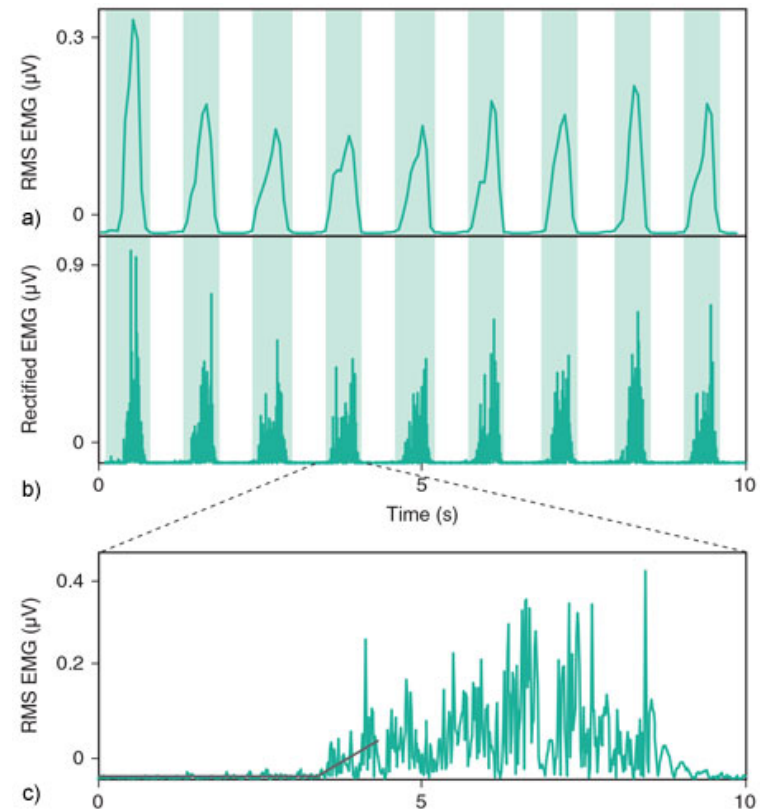 0.3
RMS EMG (µV)
0
a)
0.9
Rectified EMG (µV)
0
b)
0 5 10
Time (s)
0.4
RMS EMG (µV)
0.2
0
c)
0 5 10